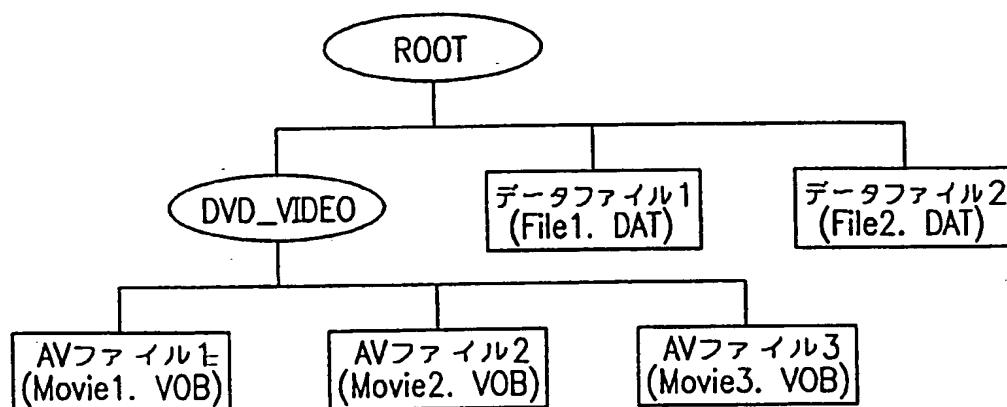 ROOT
DVD_VIDEO
データファイル1
(File1. DAT)
データファイル2
(File2. DAT)
AVファイル1
(Movie1. VOB)
AVファイル2
(Movie2. VOB)
AVファイル3
(Movie3. VOB)